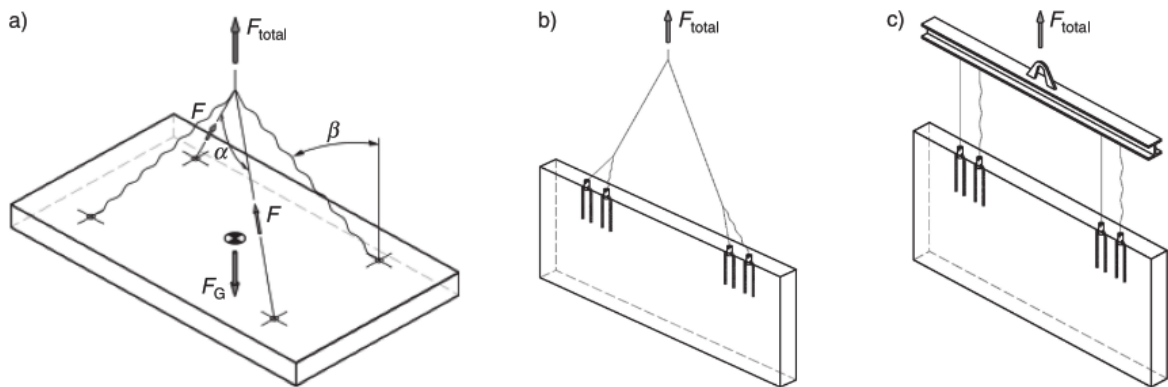 a)
F_total
F
β
α
F
F_G
b)
F_total
c)
F_total